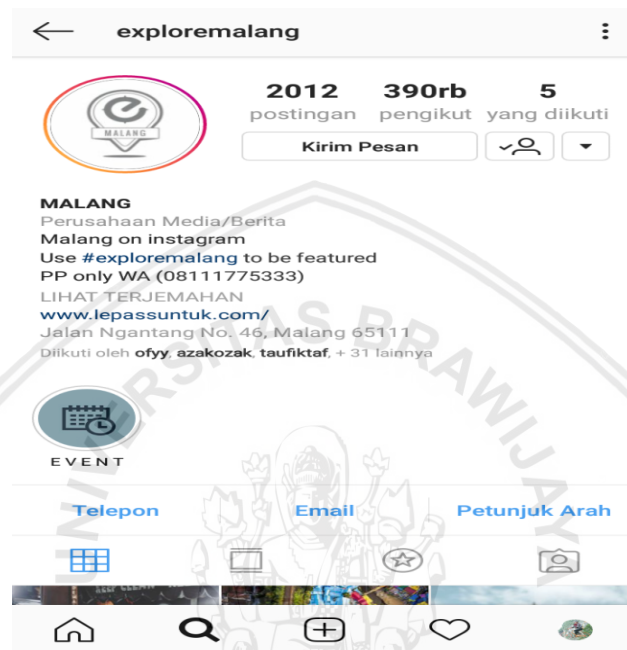 exploremalang
MALANG
2012 390rb 5
postingan pengikut yang diikuti
Kirim Pesan
MALANG
Perusahaan Media/Berita
Malang on instagram
Use #exploremalang to be featured
PP only WA (08111775333)
LIHAT TERJEMAHAN
www.lepassuntuk.com/
Jalan Ngantang No. 46, Malang 65111
Diikuti oleh ofyy, azakozak, taufiktaf, + 31 lainnya
EVENT
Telepon Email Petunjuk Arah
UNIVERSITAS BRAWIJAYA